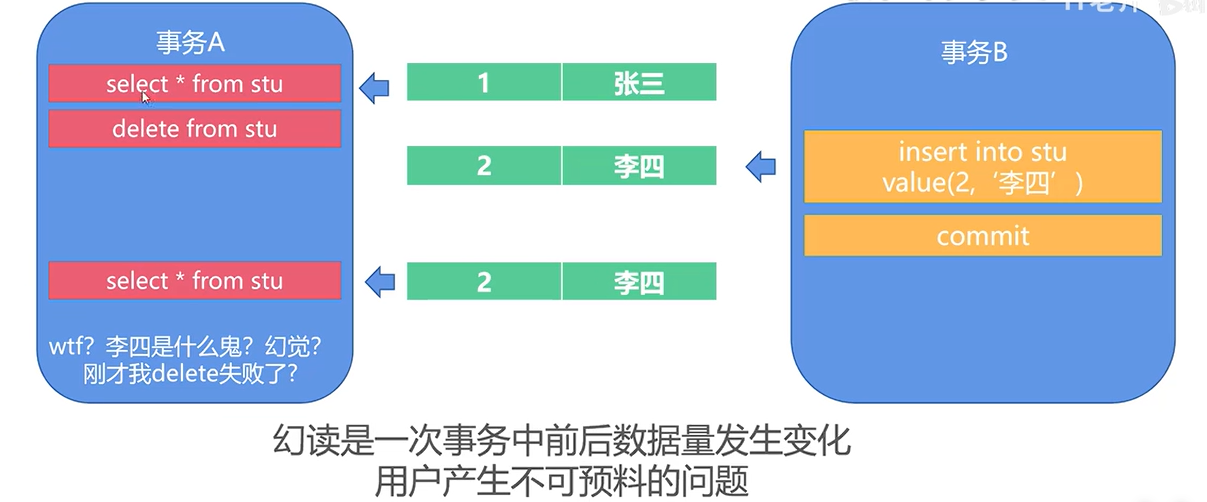 事务A
select * from stu
delete from stu
select * from stu
wtf？李四是什么鬼？幻觉？
刚才我delete失败了?
1 张三
2 李四
2 李四
事务B
insert into stu
value(2,‘李四’)
commit
幻读是一次事务中前后数据量发生变化
用户产生不可预料的问题